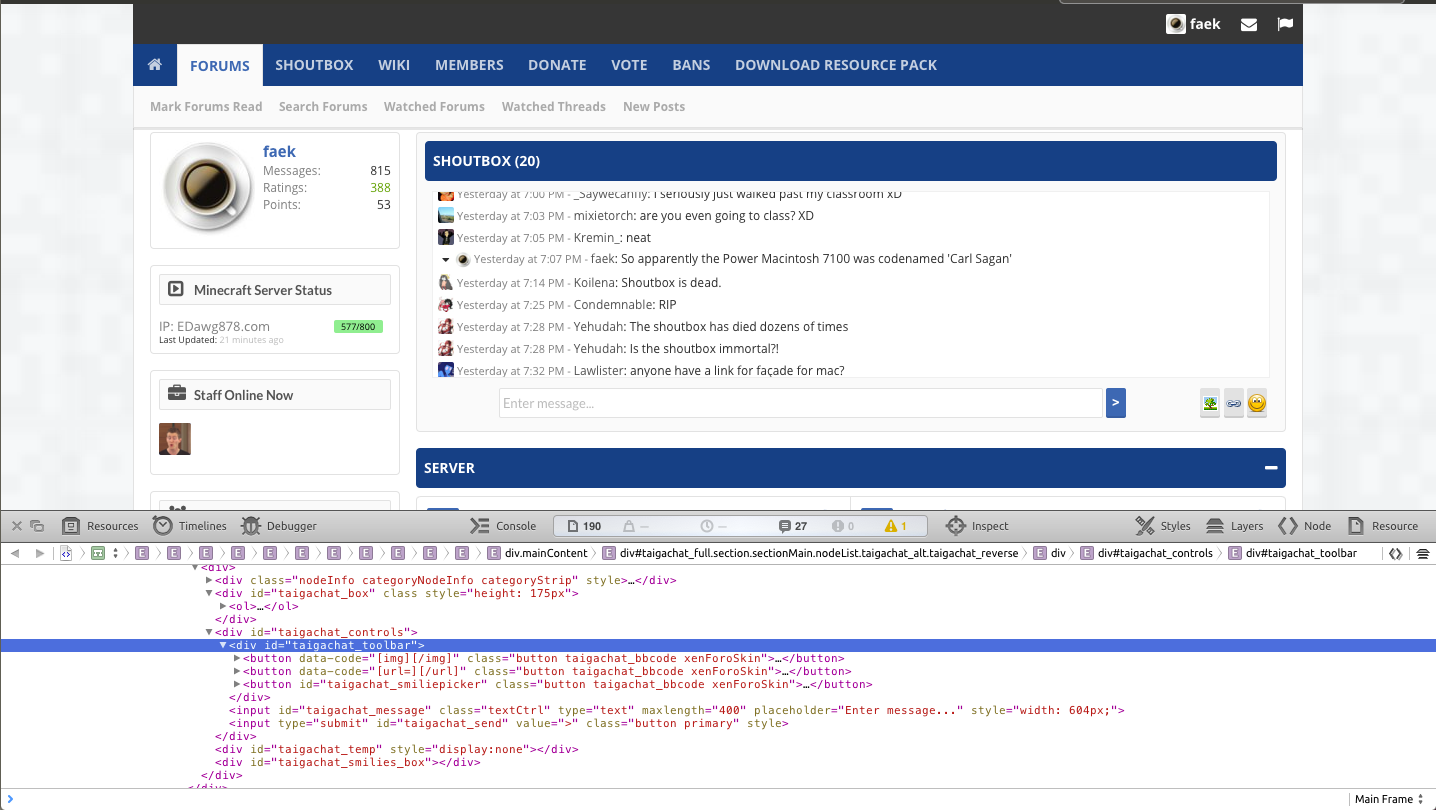 faek
FORUMS SHOUTBOX WIKI MEMBERS DONATE VOTE BANS DOWNLOAD RESOURCE PACK
Mark Forums Read Search Forums Watched Forums Watched Threads New Posts
faek
Messages: 815
Ratings: 388
Points: 53
Minecraft Server Status
IP: EDawg878.com 577/800
Last Updated: 21 minutes ago
Staff Online Now
SHOUTBOX (20)
Yesterday at 7:00 PM - _Saywecanfly: I seriously just walked past my classroom xD
Yesterday at 7:03 PM - mixietorch: are you even going to class? XD
Yesterday at 7:05 PM - Kremin_: neat
Yesterday at 7:07 PM - faek: So apparently the Power Macintosh 7100 was codenamed 'Carl Sagan'
Yesterday at 7:14 PM - Koilena: Shoutbox is dead.
Yesterday at 7:25 PM - Condemnable: RIP
Yesterday at 7:28 PM - Yehudah: The shoutbox has died dozens of times
Yesterday at 7:28 PM - Yehudah: Is the shoutbox immortal?!
Yesterday at 7:32 PM - Lawlister: anyone have a link for façade for mac?
Enter message... >
SERVER
Resources Timelines Debugger Console 190 — — 27 0 1 Inspect Styles Layers Node Resource
E E E E E E E E E E E E div.mainContent E div#taigachat_full.section.sectionMain.nodeList.taigachat_alt.taigachat_reverse E div E div#taigachat_controls E div#taigachat_toolbar
<div>
<div class="nodeInfo categoryNodeInfo categoryStrip" style>…</div>
<div id="taigachat_box" class style="height: 175px">
<ol>…</ol>
</div>
<div id="taigachat_controls">
<div id="taigachat_toolbar">
<button data-code="[img][/img]" class="button taigachat_bbcode xenForoSkin">…</button>
<button data-code="[url=][/url]" class="button taigachat_bbcode xenForoSkin">…</button>
<button id="taigachat_smiliepicker" class="button taigachat_bbcode xenForoSkin">…</button>
</div>
<input id="taigachat_message" class="textCtrl" type="text" maxlength="400" placeholder="Enter message..." style="width: 604px;">
<input type="submit" id="taigachat_send" value=">" class="button primary" style>
</div>
<div id="taigachat_temp" style="display:none"></div>
<div id="taigachat_smilies_box"></div>
</div>
</div>
> Main Frame